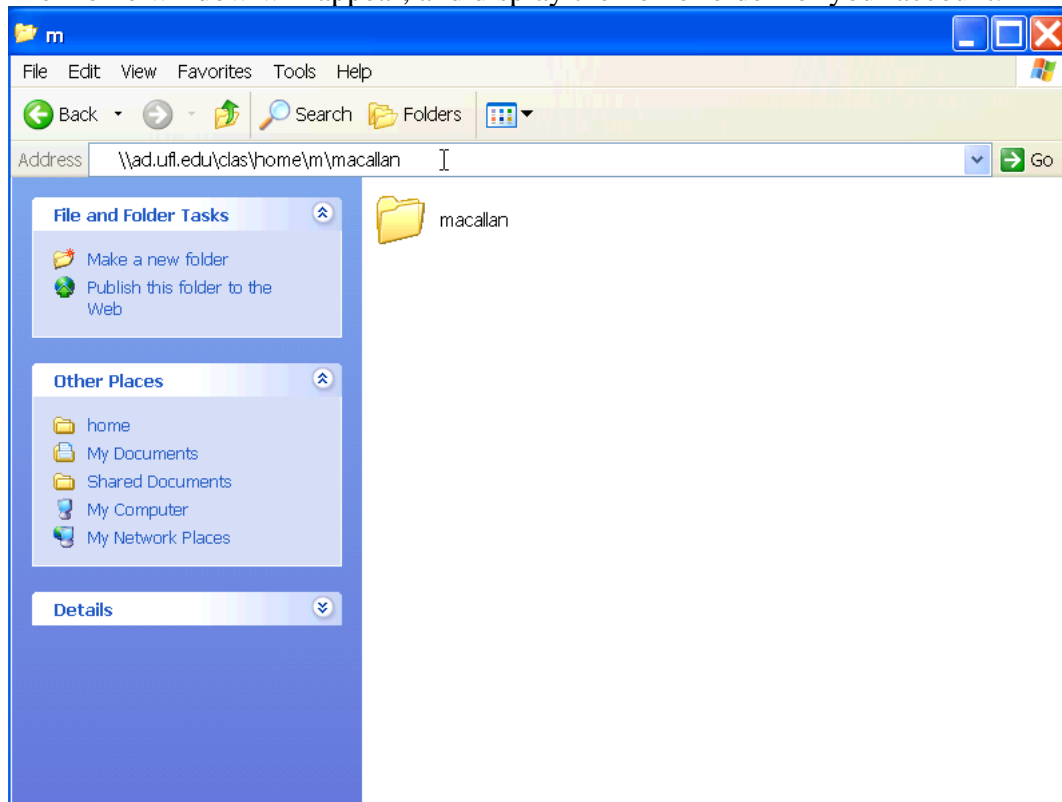 m
File Edit View Favorites Tools Help
Back Search Folders
Address \\ad.ufl.edu\clas\home\m\macallan Go
File and Folder Tasks
Make a new folder
Publish this folder to the
Web
Other Places
home
My Documents
Shared Documents
My Computer
My Network Places
Details
macallan